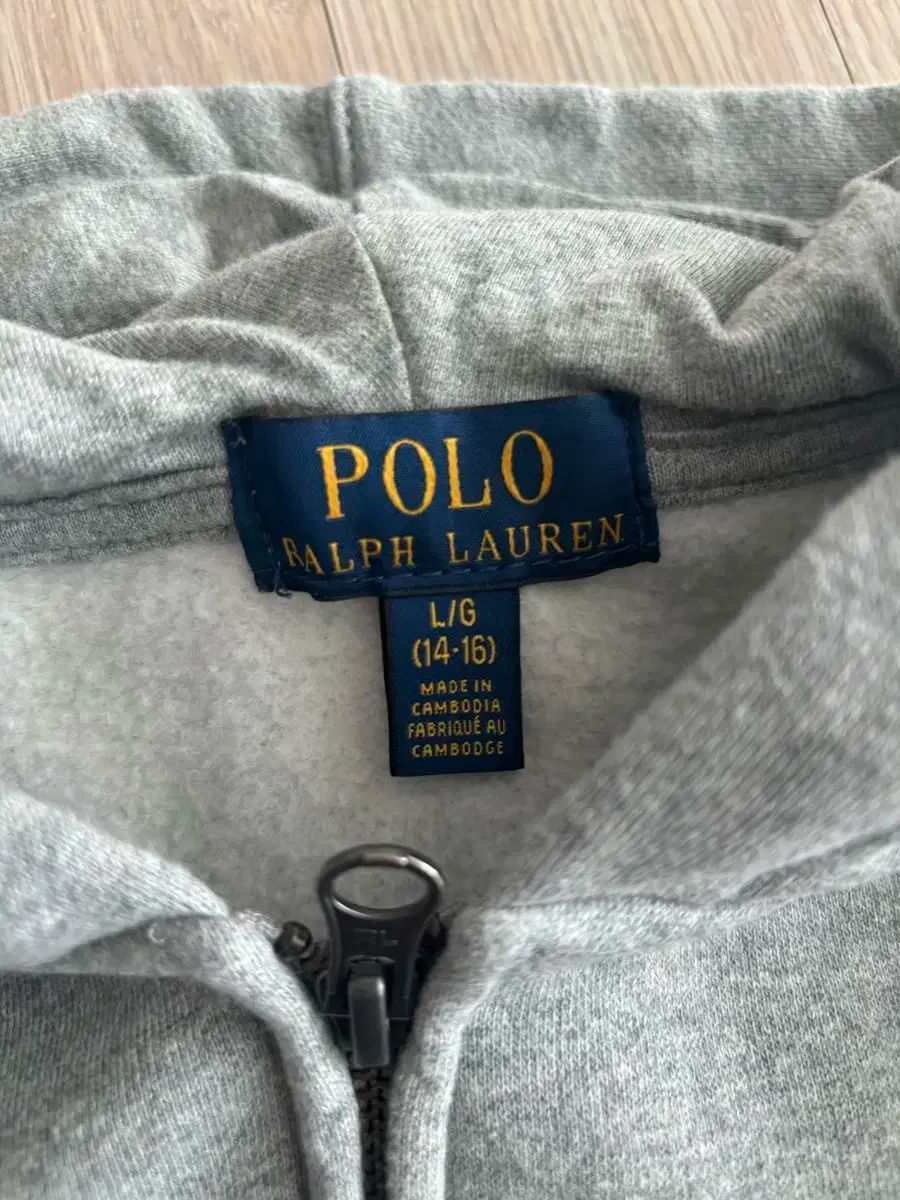 POLO
RALPH LAUREN
L/G
(14-16)
MADE IN
CAMBODIA
FABRIQUÉ AU
CAMBODGE